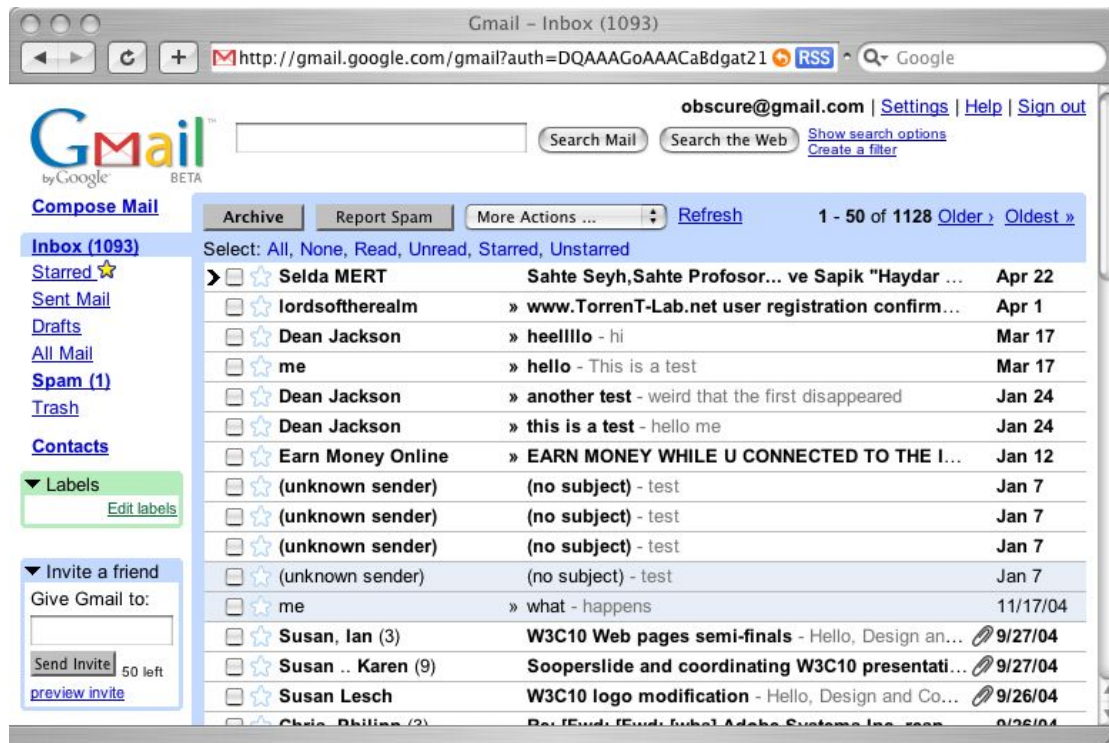 Gmail – Inbox (1093)
http://gmail.google.com/gmail?auth=DQAAAGoAAACaBdgat21 RSS Google
obscure@gmail.com | Settings | Help | Sign out
Gmail™ by Google BETA
Search Mail Search the Web Show search options
Create a filter
Compose Mail
Inbox (1093)
Starred
Sent Mail
Drafts
All Mail
Spam (1)
Trash
Contacts
Labels
Edit labels
Invite a friend
Give Gmail to:
Send Invite 50 left
preview invite
Archive Report Spam More Actions ... Refresh 1 - 50 of 1128 Older › Oldest »
Select: All, None, Read, Unread, Starred, Unstarred
Selda MERT Sahte Seyh,Sahte Profosor... ve Sapik "Haydar ... Apr 22
lordsoftherealm » www.TorrenT-Lab.net user registration confirm... Apr 1
Dean Jackson » heellllo - hi Mar 17
me » hello - This is a test Mar 17
Dean Jackson » another test - weird that the first disappeared Jan 24
Dean Jackson » this is a test - hello me Jan 24
Earn Money Online » EARN MONEY WHILE U CONNECTED TO THE I... Jan 12
(unknown sender) (no subject) - test Jan 7
(unknown sender) (no subject) - test Jan 7
(unknown sender) (no subject) - test Jan 7
(unknown sender) (no subject) - test Jan 7
me » what - happens 11/17/04
Susan, Ian (3) W3C10 Web pages semi-finals - Hello, Design an... 9/27/04
Susan .. Karen (9) Sooperslide and coordinating W3C10 presentati... 9/27/04
Susan Lesch W3C10 logo modification - Hello, Design and Co... 9/26/04